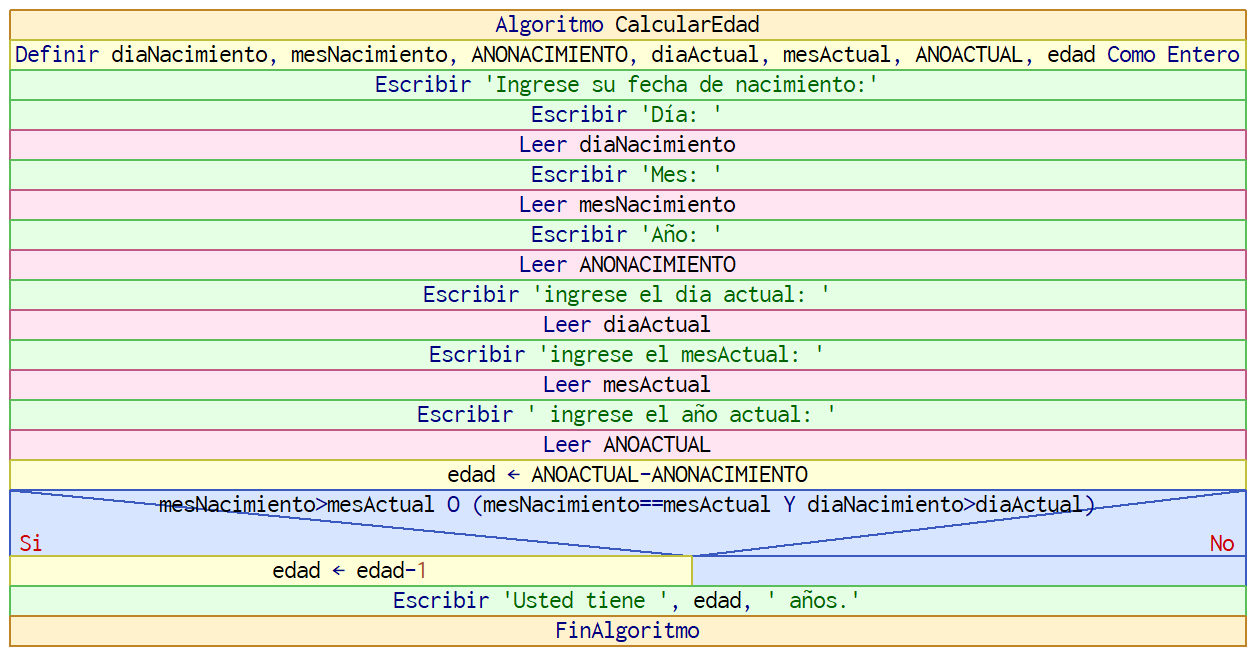 Algoritmo CalcularEdad
Definir diaNacimiento, mesNacimiento, ANONACIMIENTO, diaActual, mesActual, ANOACTUAL, edad Como Entero
Escribir 'Ingrese su fecha de nacimiento:'
Escribir 'Día: '
Leer diaNacimiento
Escribir 'Mes: '
Leer mesNacimiento
Escribir 'Año: '
Leer ANONACIMIENTO
Escribir 'ingrese el dia actual: '
Leer diaActual
Escribir 'ingrese el mesActual: '
Leer mesActual
Escribir ' ingrese el año actual: '
Leer ANOACTUAL
edad ← ANOACTUAL-ANONACIMIENTO
mesNacimiento>mesActual O (mesNacimiento==mesActual Y diaNacimiento>diaActual)
Si No
edad ← edad-1
Escribir 'Usted tiene ', edad, ' años.'
FinAlgoritmo